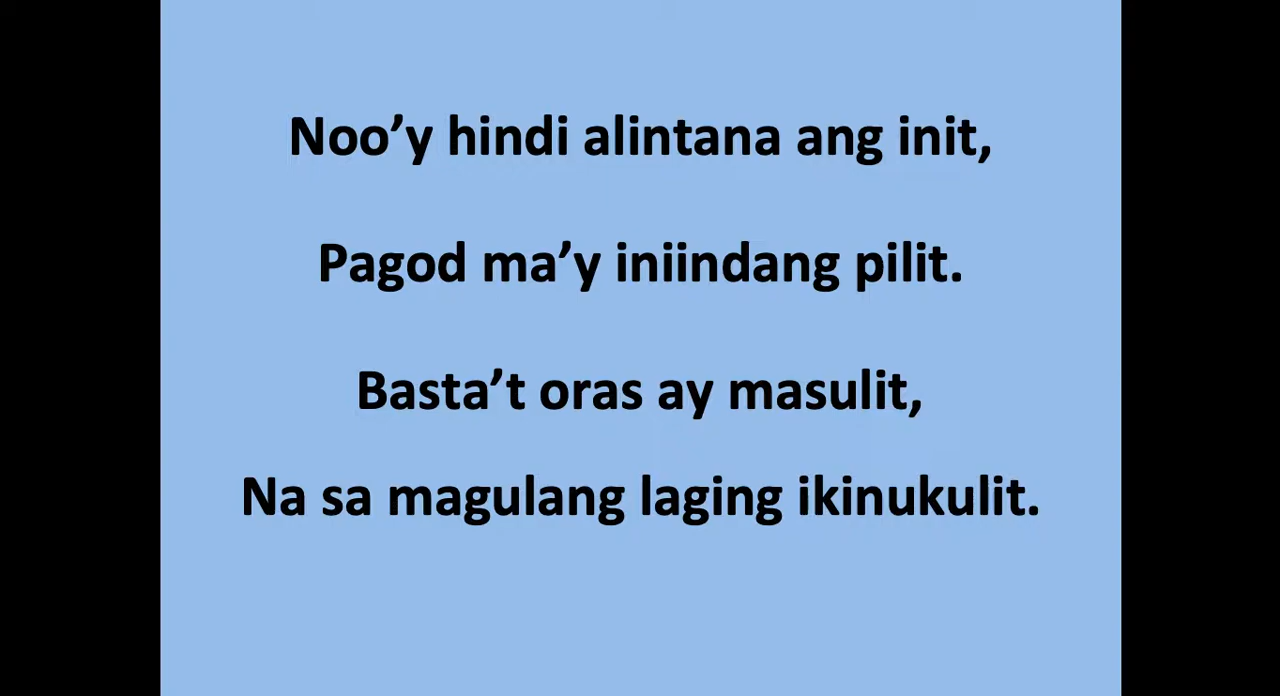 Noo’y hindi alintana ang init,
Pagod ma’y iniindang pilit.
Basta’t oras ay masulit,
Na sa magulang laging ikinukulit.